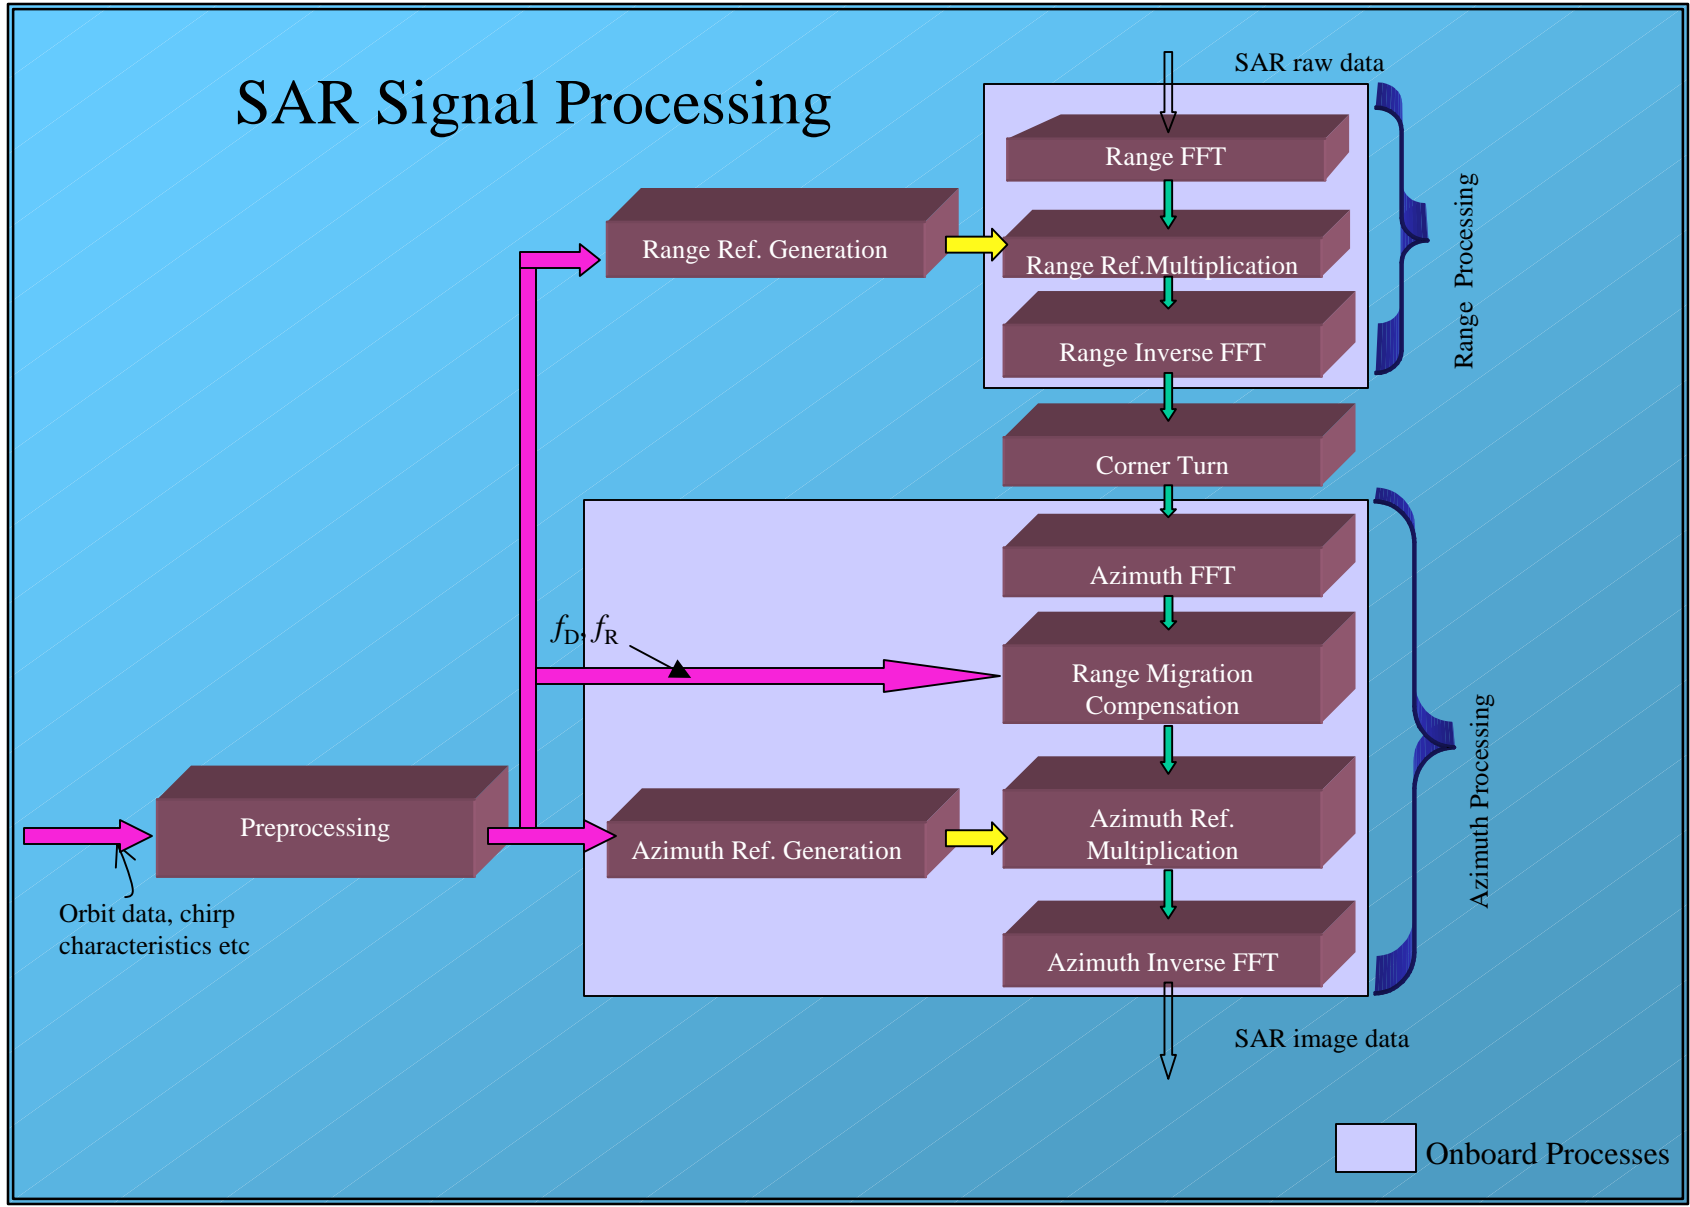 SAR Signal Processing
SAR raw data
Range FFT
Range Ref. Generation
Range Ref.Multiplication
Range Inverse FFT
Range Processing
Corner Turn
Azimuth FFT
fD, fR
Range Migration
Compensation
Preprocessing
Azimuth Ref. Generation
Azimuth Ref.
Multiplication
Azimuth Processing
Orbit data, chirp
characteristics etc
Azimuth Inverse FFT
SAR image data
Onboard Processes